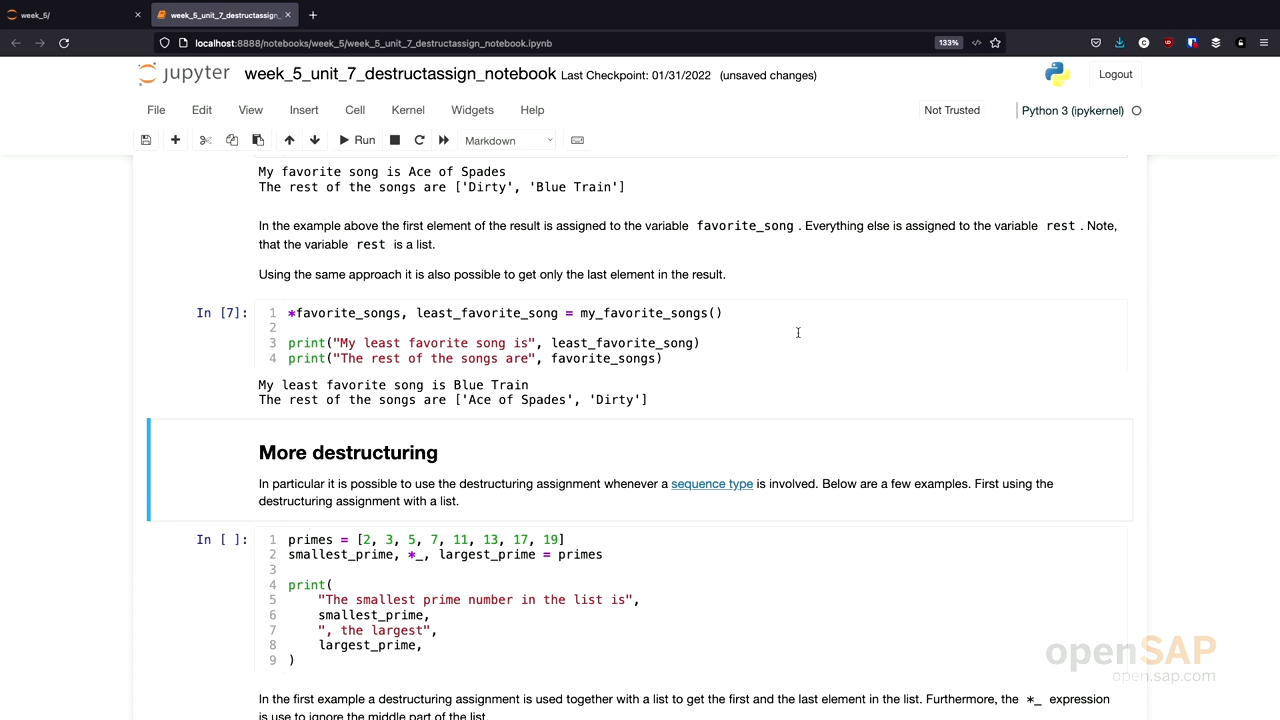 week_5/
week_5_unit_7_destructassign_
localhost:8888/notebooks/week_5/week_5_unit_7_destructassign_notebook.ipynb
133%
jupyter week_5_unit_7_destructassign_notebook Last Checkpoint: 01/31/2022 (unsaved changes)
Logout
File Edit View Insert Cell Kernel Widgets Help
Not Trusted Python 3 (ipykernel)
Run Markdown
My favorite song is Ace of Spades
The rest of the songs are ['Dirty', 'Blue Train']
In the example above the first element of the result is assigned to the variable favorite_song . Everything else is assigned to the variable rest . Note,
that the variable rest is a list.
Using the same approach it is also possible to get only the last element in the result.
In [7]:
1 *favorite_songs, least_favorite_song = my_favorite_songs()
2
3 print("My least favorite song is", least_favorite_song)
4 print("The rest of the songs are", favorite_songs)
My least favorite song is Blue Train
The rest of the songs are ['Ace of Spades', 'Dirty']
More destructuring
In particular it is possible to use the destructuring assignment whenever a sequence type is involved. Below are a few examples. First using the
destructuring assignment with a list.
In [ ]:
1 primes = [2, 3, 5, 7, 11, 13, 17, 19]
2 smallest_prime, *_, largest_prime = primes
3
4 print(
5 "The smallest prime number in the list is",
6 smallest_prime,
7 ", the largest",
8 largest_prime,
9 )
openSAP
open.sap.com
In the first example a destructuring assignment is used together with a list to get the first and the last element in the list. Furthermore, the *_ expression
is use to ignore the middle part of the list.